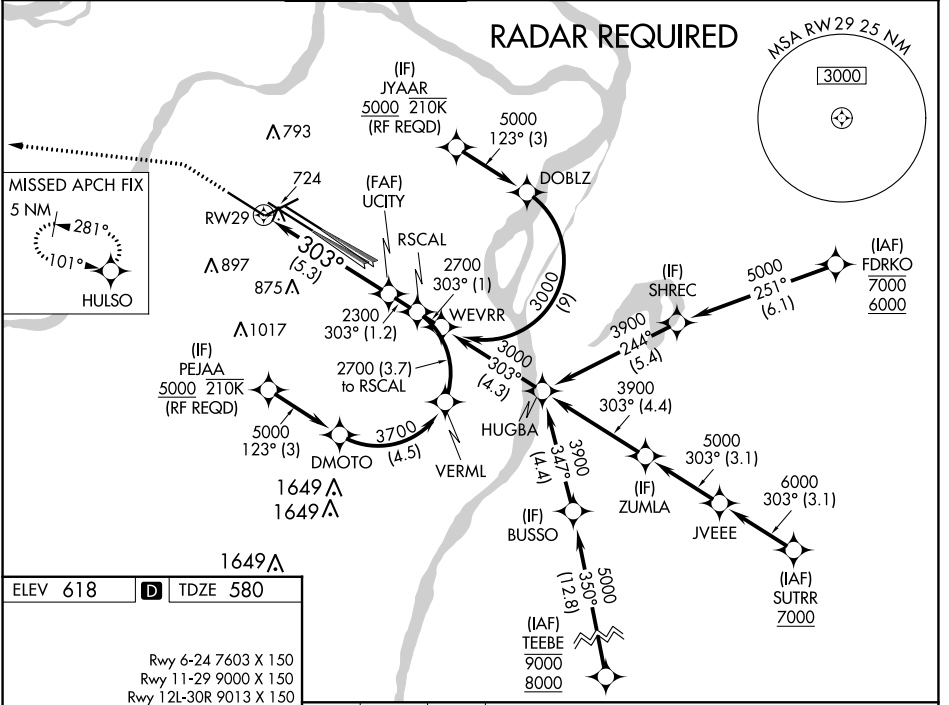 RADAR REQUIRED
MSA RW29 25 NM
3000
(IF)
JYAAR
5000 210K
(RF REQD)
5000
123° (3)
DOBLZ
793
724
RW29
(FAF)
UCITY
RSCAL
MISSED APCH FIX
5 NM
281°
101°
HULSO
303°
(5.3)
897
875
1017
2700
303° (1)
WEVRR
2300
303° (1.2)
3000
(9)
(IAF)
FDRKO
7000
6000
5000
251°
(6.1)
(IF)
SHREC
3900
244°
(5.4)
3000
303°
(4.3)
2700 (3.7)
to RSCAL
(IF)
PEJAA
5000 210K
(RF REQD)
5000
123° (3)
DMOTO
3700
(4.5)
VERML
HUGBA
3900
303° (4.4)
3900
347°
(4.4)
(IF)
ZUMLA
5000
303° (3.1)
JVEEE
6000
303° (3.1)
(IAF)
SUTRR
7000
(IF)
BUSSO
5000
350°
(12.8)
(IAF)
TEEBE
9000
8000
1649
1649
1649
ELEV 618 D TDZE 580
Rwy 6-24 7603 X 150
Rwy 11-29 9000 X 150
Rwy 12L-30R 9013 X 150